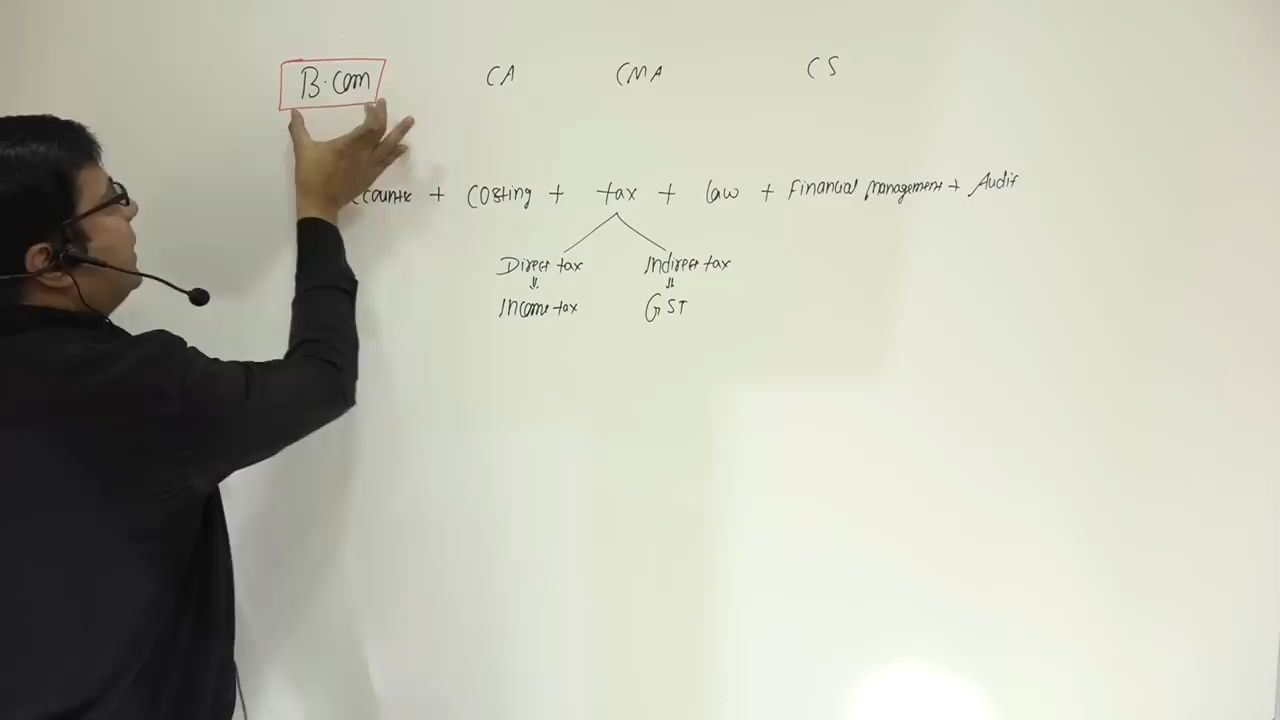 B.com CA CMA CS
counts + Costing + tax + law + Financial management + Audit
Direct tax Indirect tax
Income tax GST